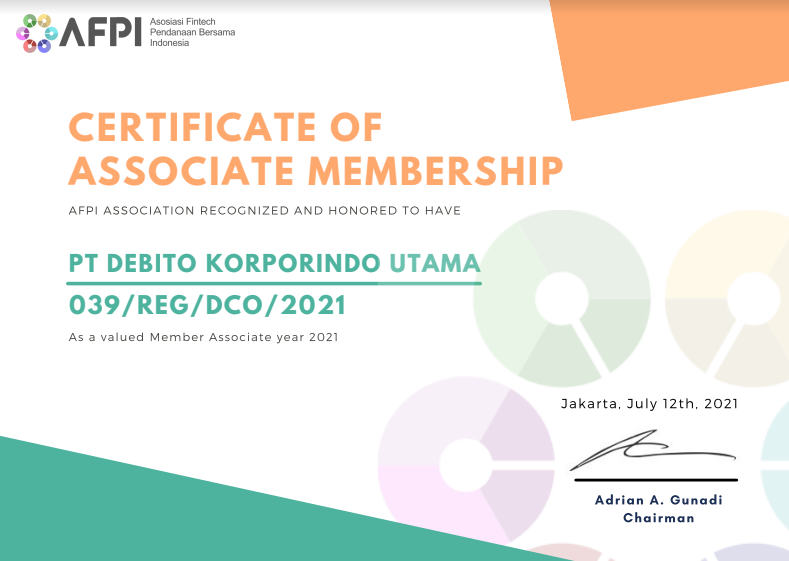 AFPI
Asosiasi Fintech
Pendanaan Bersama
Indonesia
CERTIFICATE OF
ASSOCIATE MEMBERSHIP
AFPI ASSOCIATION RECOGNIZED AND HONORED TO HAVE
PT DEBITO KORPORINDO UTAMA
039/REG/DCO/2021
As a valued Member Associate year 2021
Jakarta, July 12th, 2021
Adrian A. Gunadi
Chairman